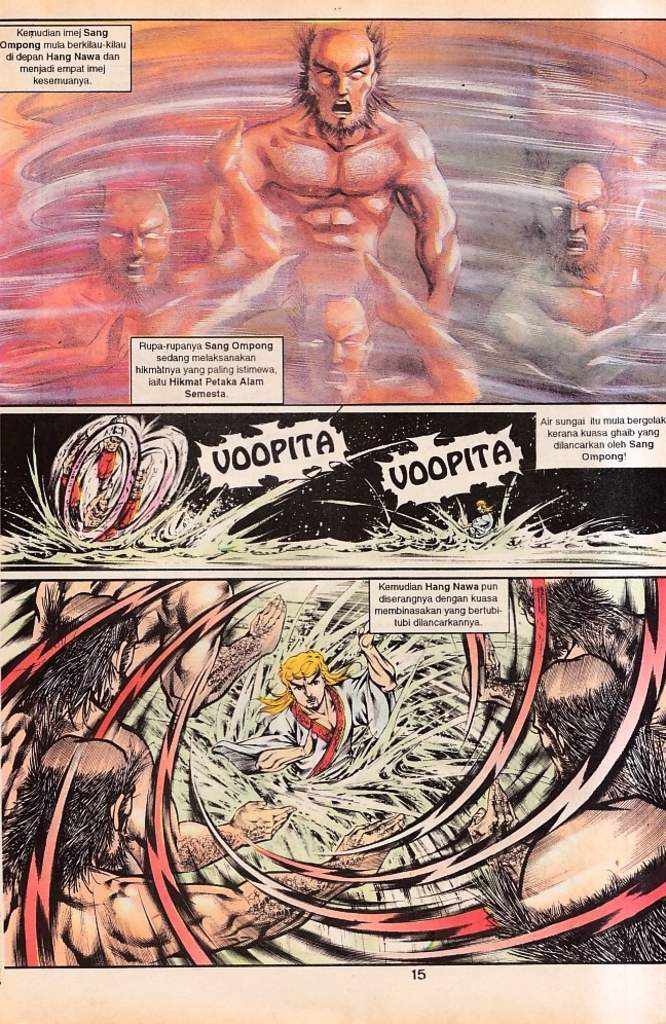 Kemudian imej Sang
Ompong mula berkilau-kilau
di depan Hang Nawa dan
menjadi empat imej
kesemuanya.
Rupa-rupanya Sang Ompong
sedang melaksanakan
hikmatnya yang paling istimewa,
iaitu Hikmat Petaka Alam
Semesta.
VOOPITA
VOOPITA
Air sungai itu mula bergolak
kerana kuasa ghaib yang
dilancarkan oleh Sang
Ompong!
Kemudian Hang Nawa pun
diserangnya dengan kuasa
membinasakan yang bertubi-
tubi dilancarkannya.
15